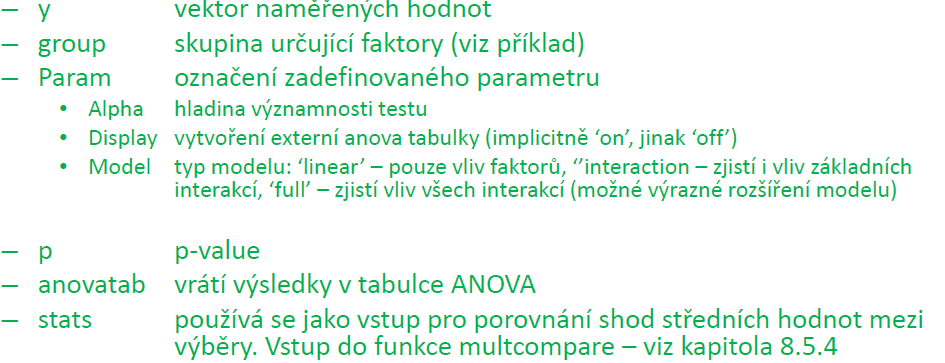 – y vektor naměřených hodnot
– group skupina určující faktory (viz příklad)
– Param označení zadefinovaného parametru
• Alpha hladina významnosti testu
• Display vytvoření externí anova tabulky (implicitně ‘on’, jinak ‘off’)
• Model typ modelu: ‘linear’ – pouze vliv faktorů, ‘’interaction – zjistí i vliv základních
interakcí, ‘full’ – zjistí vliv všech interakcí (možné výrazné rozšíření modelu)
– p p-value
– anovatab vrátí výsledky v tabulce ANOVA
– stats používá se jako vstup pro porovnání shod středních hodnot mezi
výběry. Vstup do funkce multcompare – viz kapitola 8.5.4